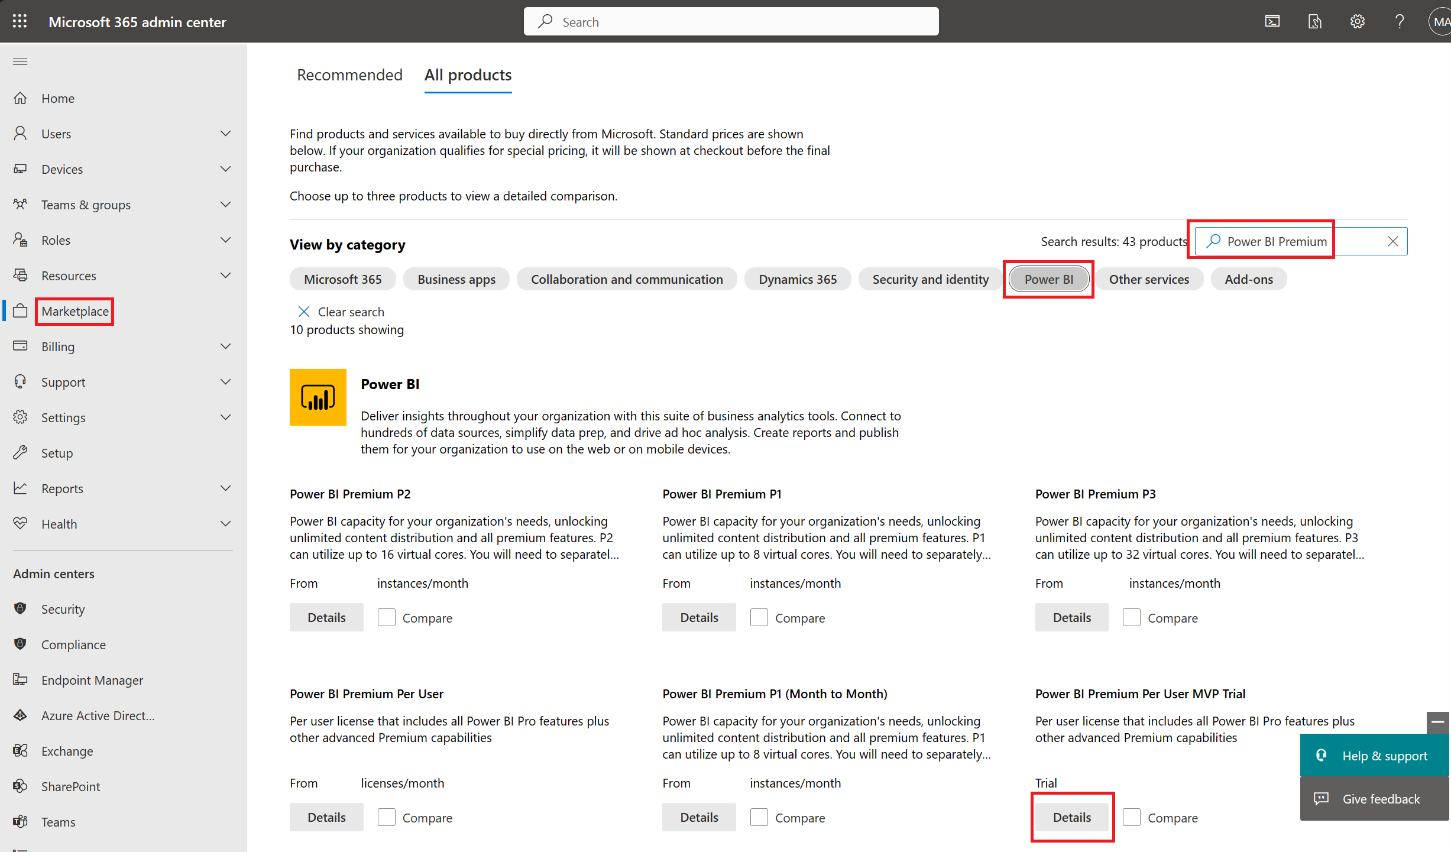 Microsoft 365 admin center
Search
MA
Home
Users
Devices
Teams & groups
Roles
Resources
Marketplace
Billing
Support
Settings
Setup
Reports
Health
Admin centers
Security
Compliance
Endpoint Manager
Azure Active Direct...
Exchange
SharePoint
Teams
Recommended
All products
Find products and services available to buy directly from Microsoft. Standard prices are shown
below. If your organization qualifies for special pricing, it will be shown at checkout before the final
purchase.
Choose up to three products to view a detailed comparison.
View by category
Search results: 43 products
Power BI Premium
Microsoft 365
Business apps
Collaboration and communication
Dynamics 365
Security and identity
Power BI
Other services
Add-ons
Clear search
10 products showing
Power BI
Deliver insights throughout your organization with this suite of business analytics tools. Connect to
hundreds of data sources, simplify data prep, and drive ad hoc analysis. Create reports and publish
them for your organization to use on the web or on mobile devices.
Power BI Premium P2
Power BI capacity for your organization's needs, unlocking
unlimited content distribution and all premium features. P2
can utilize up to 16 virtual cores. You will need to separatel...
From instances/month
Details Compare
Power BI Premium P1
Power BI capacity for your organization's needs, unlocking
unlimited content distribution and all premium features. P1
can utilize up to 8 virtual cores. You will need to separately...
From instances/month
Details Compare
Power BI Premium P3
Power BI capacity for your organization's needs, unlocking
unlimited content distribution and all premium features. P3
can utilize up to 32 virtual cores. You will need to separatel...
From instances/month
Details Compare
Power BI Premium Per User
Per user license that includes all Power BI Pro features plus
other advanced Premium capabilities
From licenses/month
Details Compare
Power BI Premium P1 (Month to Month)
Power BI capacity for your organization's needs, unlocking
unlimited content distribution and all premium features. P1
can utilize up to 8 virtual cores. You will need to separately...
From instances/month
Details Compare
Power BI Premium Per User MVP Trial
Per user license that includes all Power BI Pro features plus
other advanced Premium capabilities
Trial
Details Compare
Help & support
Give feedback